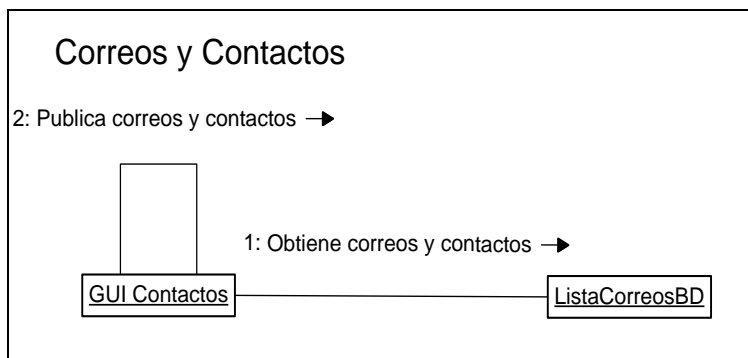 Correos y Contactos
2: Publica correos y contactos
1: Obtiene correos y contactos
GUI Contactos
ListaCorreosBD